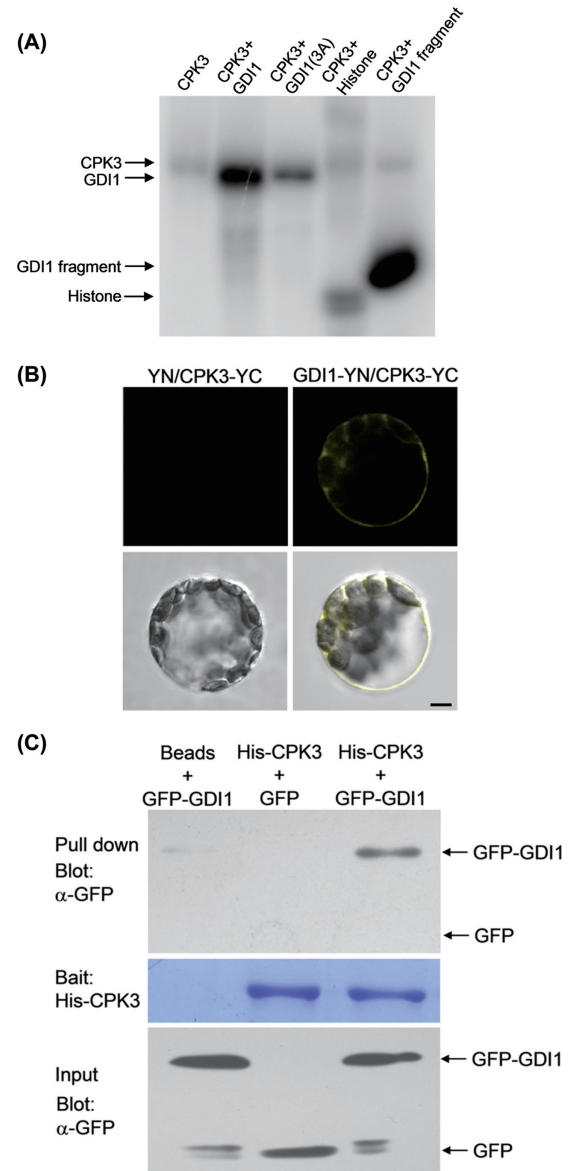 (A)
CPK3
CPK3+
GDI1
CPK3+
GDI1(3A)
CPK3+
Histone
CPK3+
GDI1 fragment
CPK3
GDI1
GDI1 fragment
Histone
(B)
YN/CPK3-YC
GDI1-YN/CPK3-YC
(C)
Beads
+
GFP-GDI1
His-CPK3
+
GFP
His-CPK3
+
GFP-GDI1
Pull down
Blot:
α-GFP
GFP-GDI1
GFP
Bait:
His-CPK3
Input
Blot:
α-GFP
GFP-GDI1
GFP